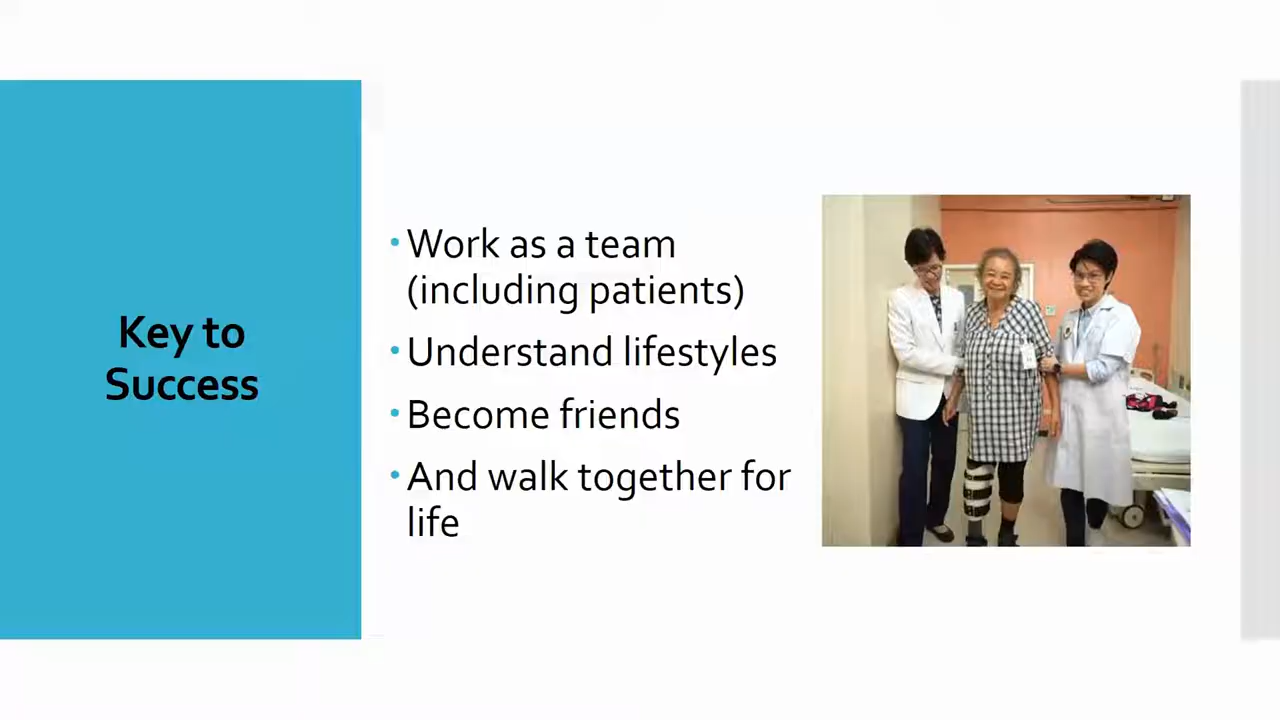 Key to
Success
Work as a team
(including patients)
Understand lifestyles
Become friends
And walk together for
life